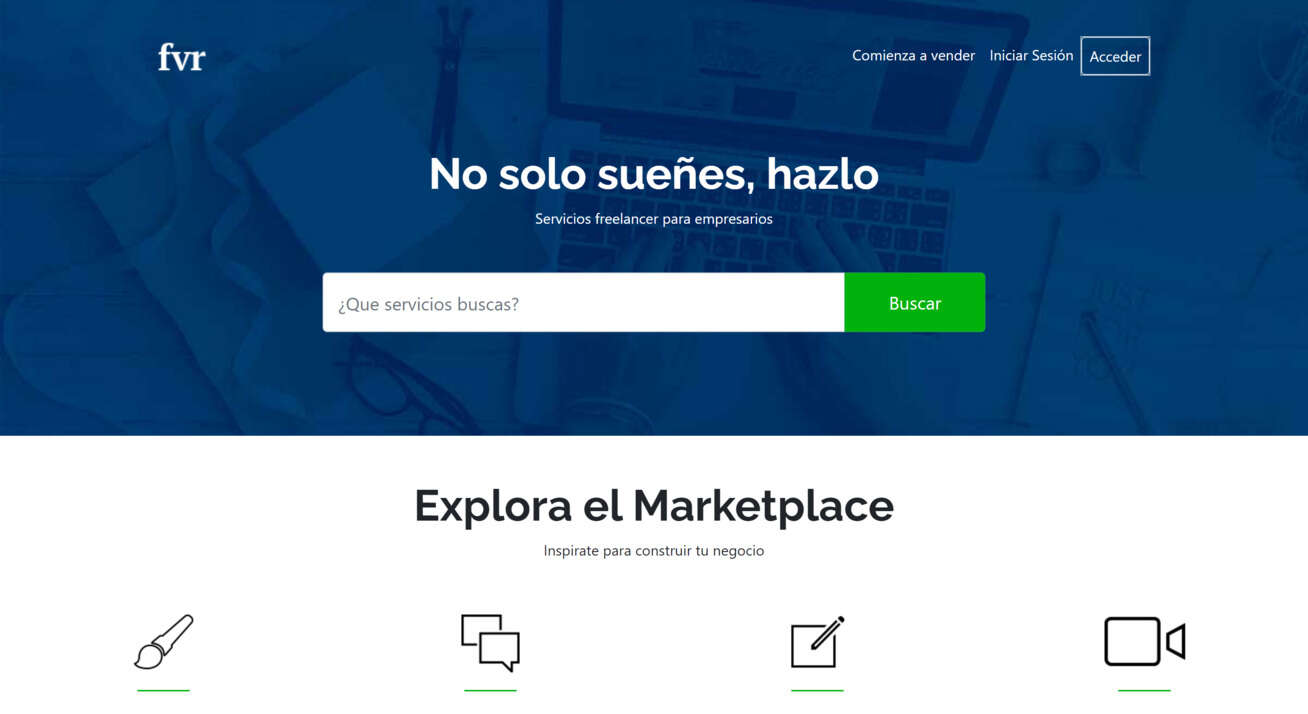 fvr
Comienza a vender Iniciar Sesión Acceder
No solo sueñes, hazlo
Servicios freelancer para empresarios
¿Que servicios buscas?
Buscar
Explora el Marketplace
Inspirate para construir tu negocio